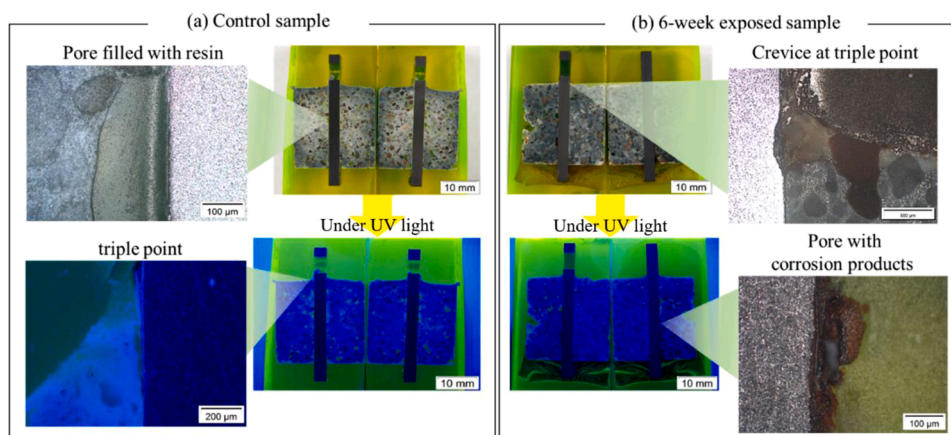 (a) Control sample
Pore filled with resin
100 µm
10 mm
Under UV light
triple point
200 µm
10 mm
(b) 6-week exposed sample
Crevice at triple point
10 mm
500 µm
Under UV light
Pore with
corrosion products
10 mm
100 µm